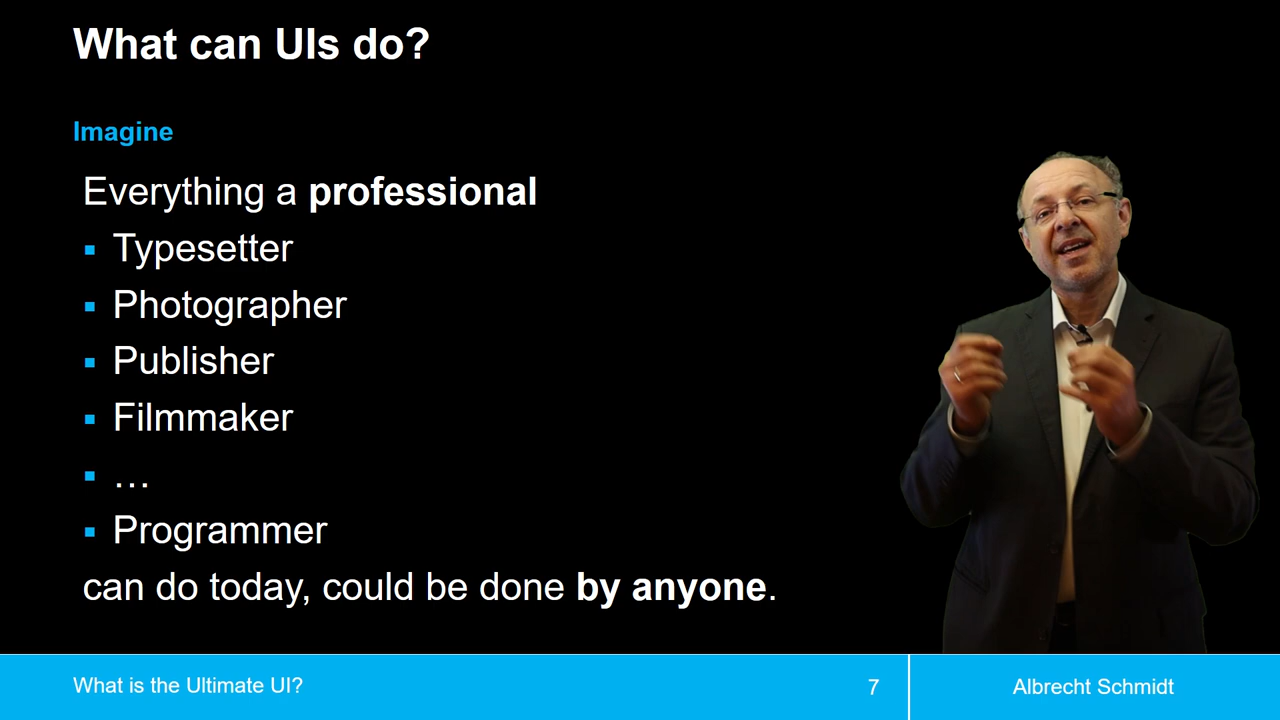 What can UIs do?
Imagine
Everything a professional
▪ Typesetter
▪ Photographer
▪ Publisher
▪ Filmmaker
▪ …
▪ Programmer
can do today, could be done by anyone.
What is the Ultimate UI?
7
Albrecht Schmidt